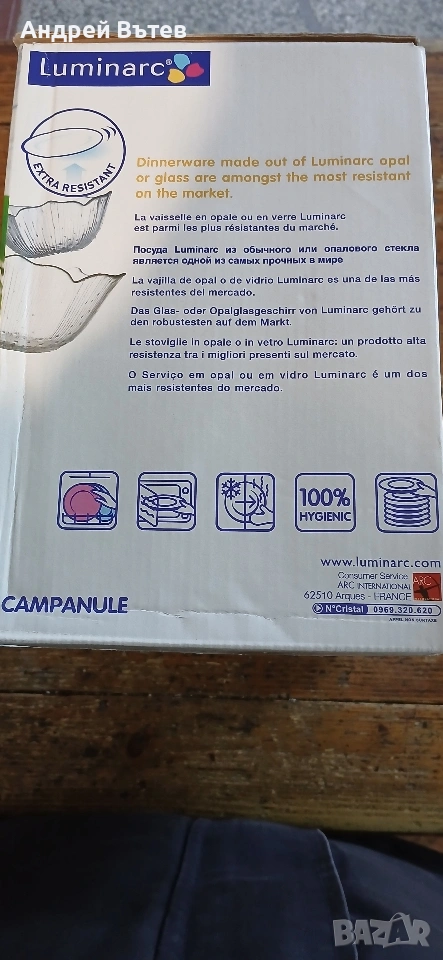 Андрей Вътев
Luminarc®
EXTRA RESISTANT
Dinnerware made out of Luminarc opal
or glass are amongst the most resistant
on the market.
La vaisselle en opale ou en verre Luminarc
est parmi les plus résistantes du marché.
Посуда Luminarc из обычного или опалового стекла
является одной из самых прочных в мире
La vajilla de opal o de vidrio Luminarc es una de las más
resistentes del mercado.
Das Glas- oder Opalglasgeschirr von Luminarc gehört zu
den robustesten auf dem Markt.
Le stoviglie in opale o in vetro Luminarc: un prodotto alta
resistenza tra i migliori presenti sul mercato.
O Serviço em opal ou em vidro Luminarc é um dos
mais resistentes do mercado.
100%
HYGIENIC
www.luminarc.com
Consumer Service
ARC INTERNATIONAL
62510 Arques - FRANCE
ARC
N°Cristal 0969.320.620
APPEL NON SURTAXE
CAMPANULE
BAZAR